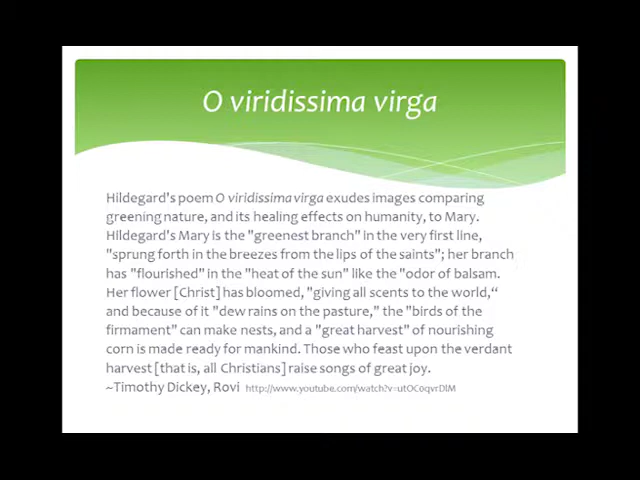 O viridissima virga
Hildegard's poem O viridissima virga exudes images comparing
greening nature, and its healing effects on humanity, to Mary.
Hildegard's Mary is the "greenest branch" in the very first line,
"sprung forth in the breezes from the lips of the saints"; her branch
has "flourished" in the "heat of the sun" like the "odor of balsam.
Her flower [Christ] has bloomed, "giving all scents to the world,“
and because of it "dew rains on the pasture," the "birds of the
firmament" can make nests, and a "great harvest" of nourishing
corn is made ready for mankind. Those who feast upon the verdant
harvest [that is, all Christians] raise songs of great joy.
~Timothy Dickey, Rovi http://www.youtube.com/watch?v=utOC0qvrDlM